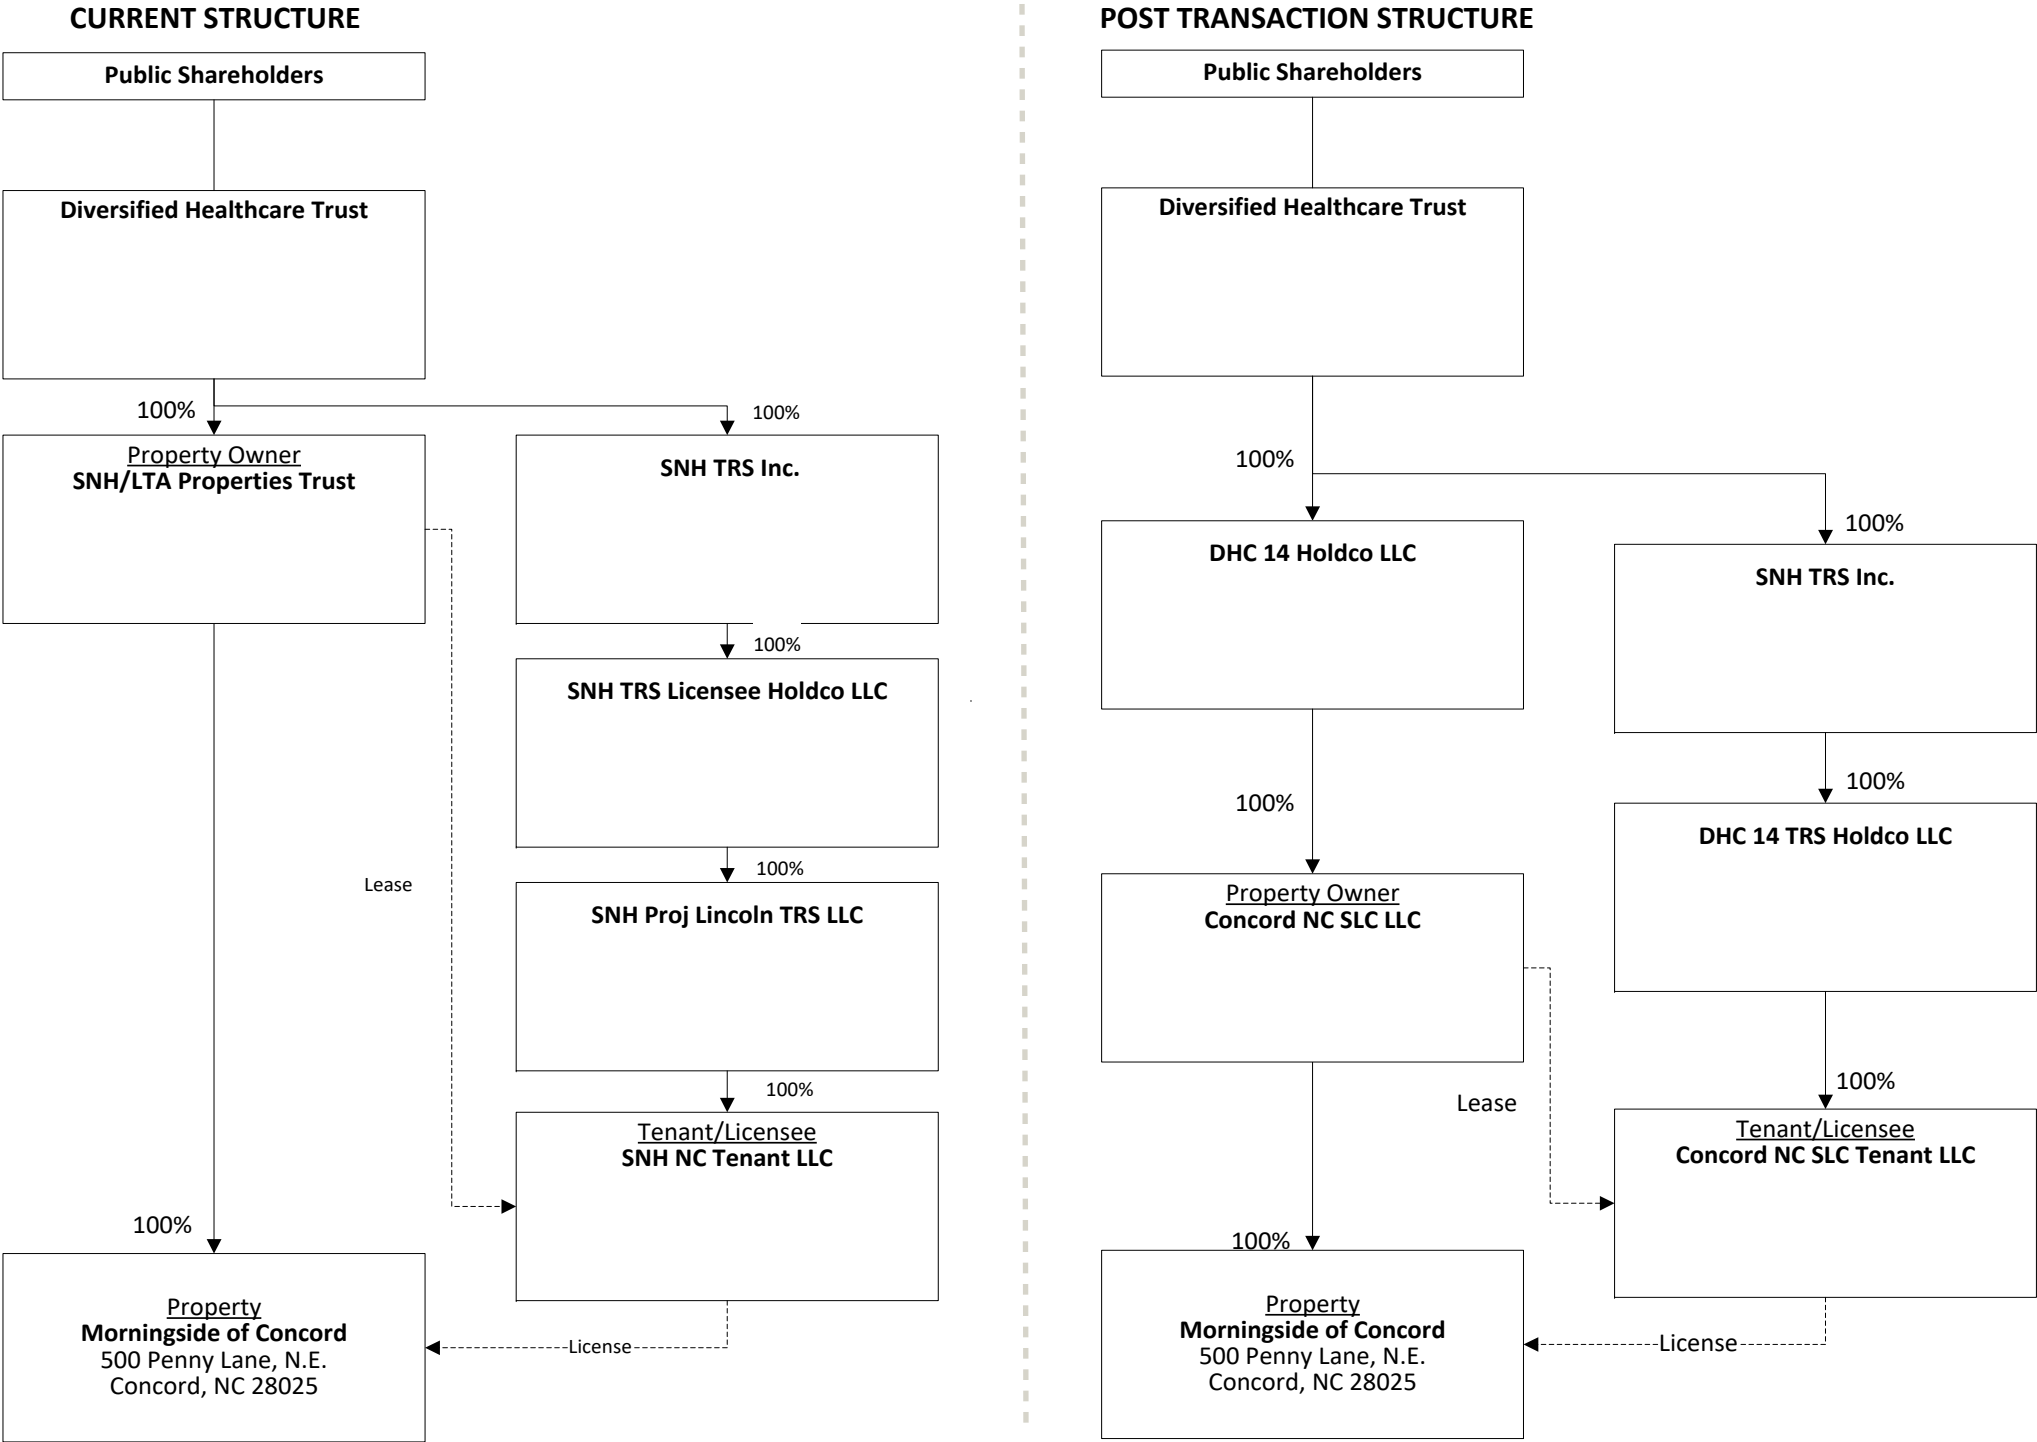 CURRENT STRUCTURE
Public Shareholders
Diversified Healthcare Trust
100%
100%
Property Owner
SNH/LTA Properties Trust
SNH TRS Inc.
100%
SNH TRS Licensee Holdco LLC
100%
Lease
SNH Proj Lincoln TRS LLC
100%
Tenant/Licensee
SNH NC Tenant LLC
100%
Property
Morningside of Concord
500 Penny Lane, N.E.
Concord, NC 28025
License
POST TRANSACTION STRUCTURE
Public Shareholders
Diversified Healthcare Trust
100%
100%
DHC 14 Holdco LLC
SNH TRS Inc.
100%
100%
DHC 14 TRS Holdco LLC
Property Owner
Concord NC SLC LLC
100%
Lease
Tenant/Licensee
Concord NC SLC Tenant LLC
100%
Property
Morningside of Concord
500 Penny Lane, N.E.
Concord, NC 28025
License